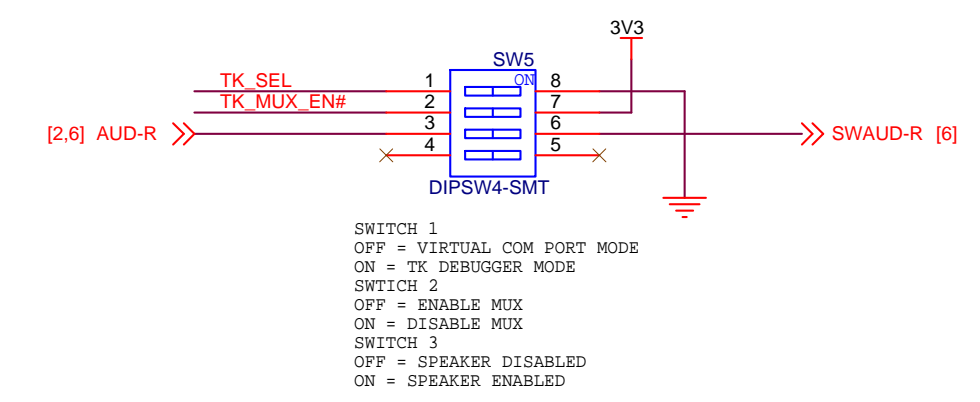 3V3
SW5
ON
TK_SEL 1 8
TK_MUX_EN# 2 7
[2,6] AUD-R 3 6 SWAUD-R [6]
4 5
DIPSW4-SMT
SWITCH 1
OFF = VIRTUAL COM PORT MODE
ON = TK DEBUGGER MODE
SWTICH 2
OFF = ENABLE MUX
ON = DISABLE MUX
SWITCH 3
OFF = SPEAKER DISABLED
ON = SPEAKER ENABLED